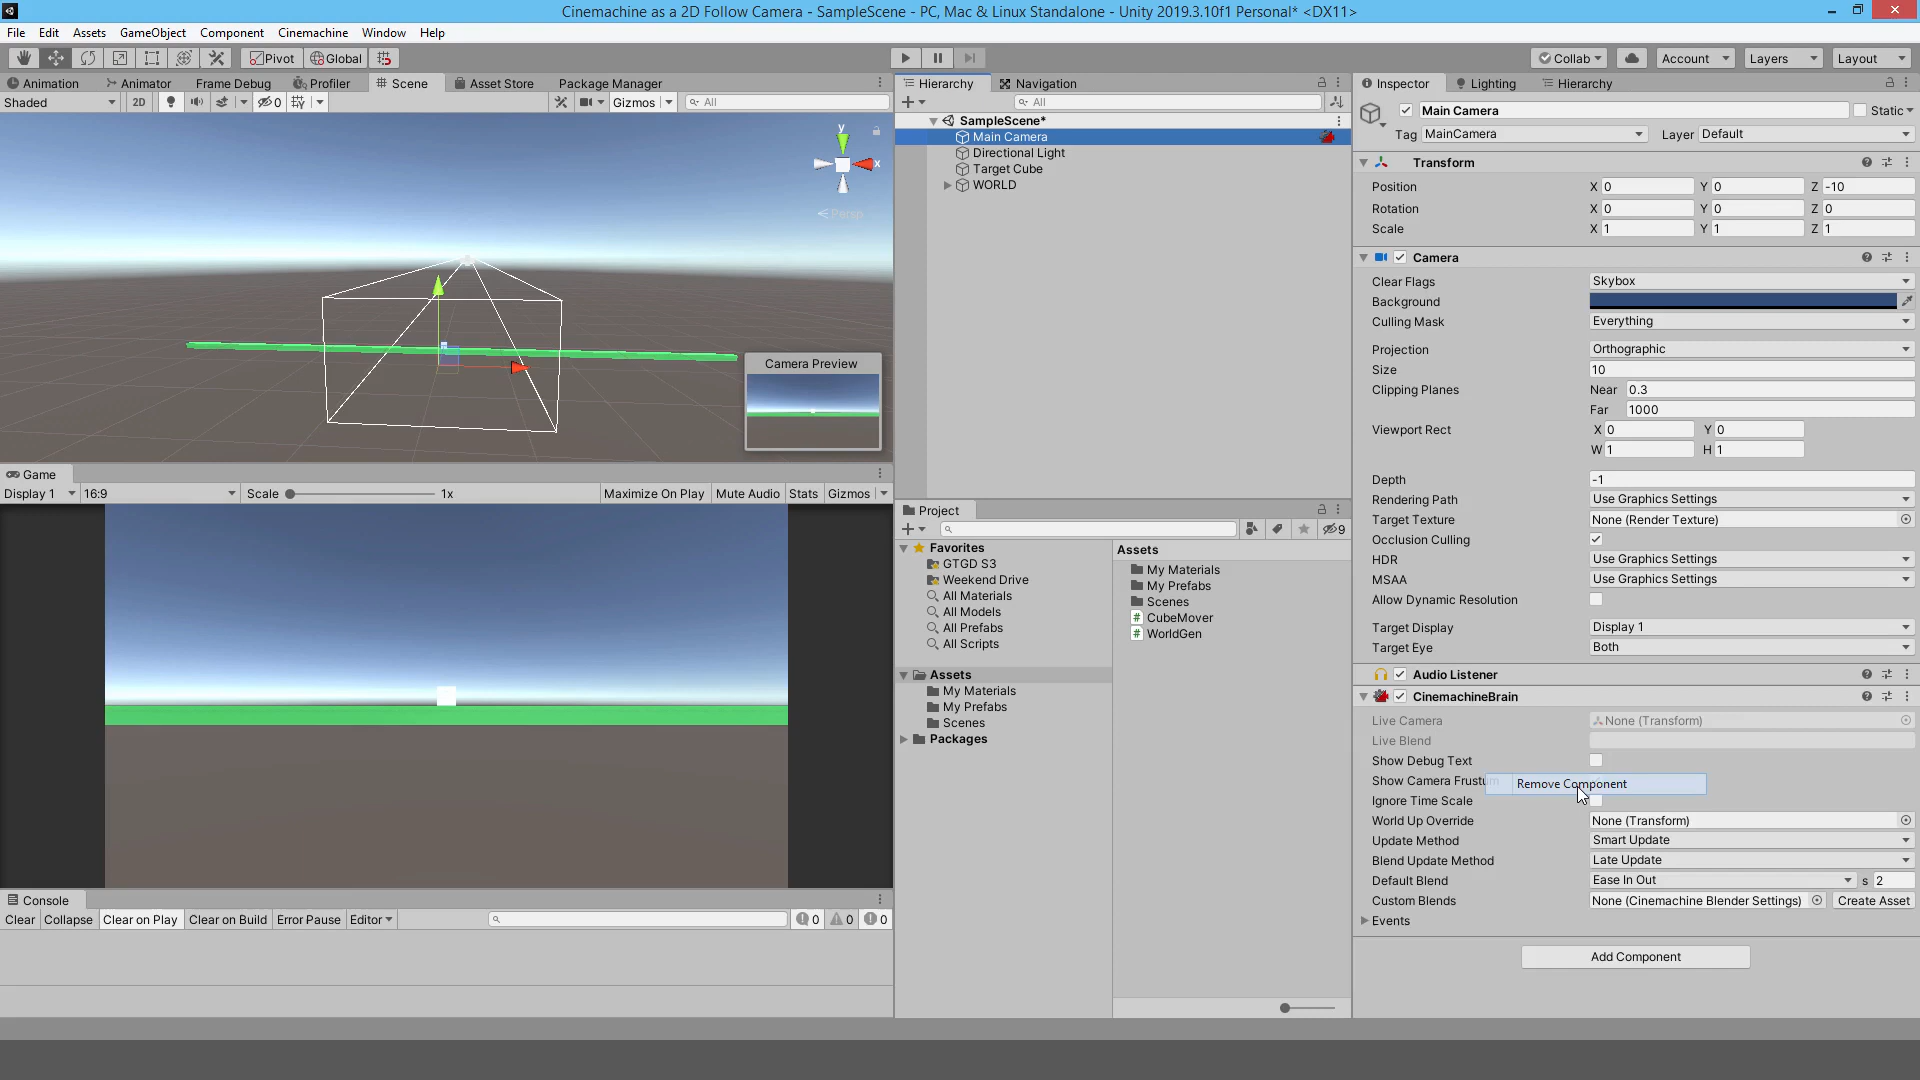 Cinemachine as a 2D Follow Camera - SampleScene - PC, Mac & Linux Standalone - Unity 2019.3.10f1 Personal* <DX11>
File Edit Assets GameObject Component Cinemachine Window Help
Pivot Global Collab Account Layers Layout
Animation Animator Frame Debug Profiler Scene Asset Store Package Manager
Shaded 2D 0 Gizmos All
y
x
Persp
Camera Preview
Game
Display 1 16:9 Scale 1x Maximize On Play Mute Audio Stats Gizmos
Console
Clear Collapse Clear on Play Clear on Build Error Pause Editor 0 0 0
Hierarchy Navigation
All
SampleScene*
Main Camera
Directional Light
Target Cube
WORLD
Project
9
Favorites
GTGD S3
Weekend Drive
All Materials
All Models
All Prefabs
All Scripts
Assets
My Materials
My Prefabs
Scenes
Packages
Assets
My Materials
My Prefabs
Scenes
CubeMover
WorldGen
Inspector Lighting Hierarchy
Main Camera Static
Tag MainCamera Layer Default
Transform
Position X 0 Y 0 Z -10
Rotation X 0 Y 0 Z 0
Scale X 1 Y 1 Z 1
Camera
Clear Flags Skybox
Background
Culling Mask Everything
Projection Orthographic
Size 10
Clipping Planes Near 0.3
Far 1000
Viewport Rect X 0 Y 0
W 1 H 1
Depth -1
Rendering Path Use Graphics Settings
Target Texture None (Render Texture)
Occlusion Culling
HDR Use Graphics Settings
MSAA Use Graphics Settings
Allow Dynamic Resolution
Target Display Display 1
Target Eye Both
Audio Listener
CinemachineBrain
Live Camera None (Transform)
Live Blend
Show Debug Text
Show Camera Frustum Remove Component
Ignore Time Scale
World Up Override None (Transform)
Update Method Smart Update
Blend Update Method Late Update
Default Blend Ease In Out s 2
Custom Blends None (Cinemachine Blender Settings) Create Asset
Events
Add Component